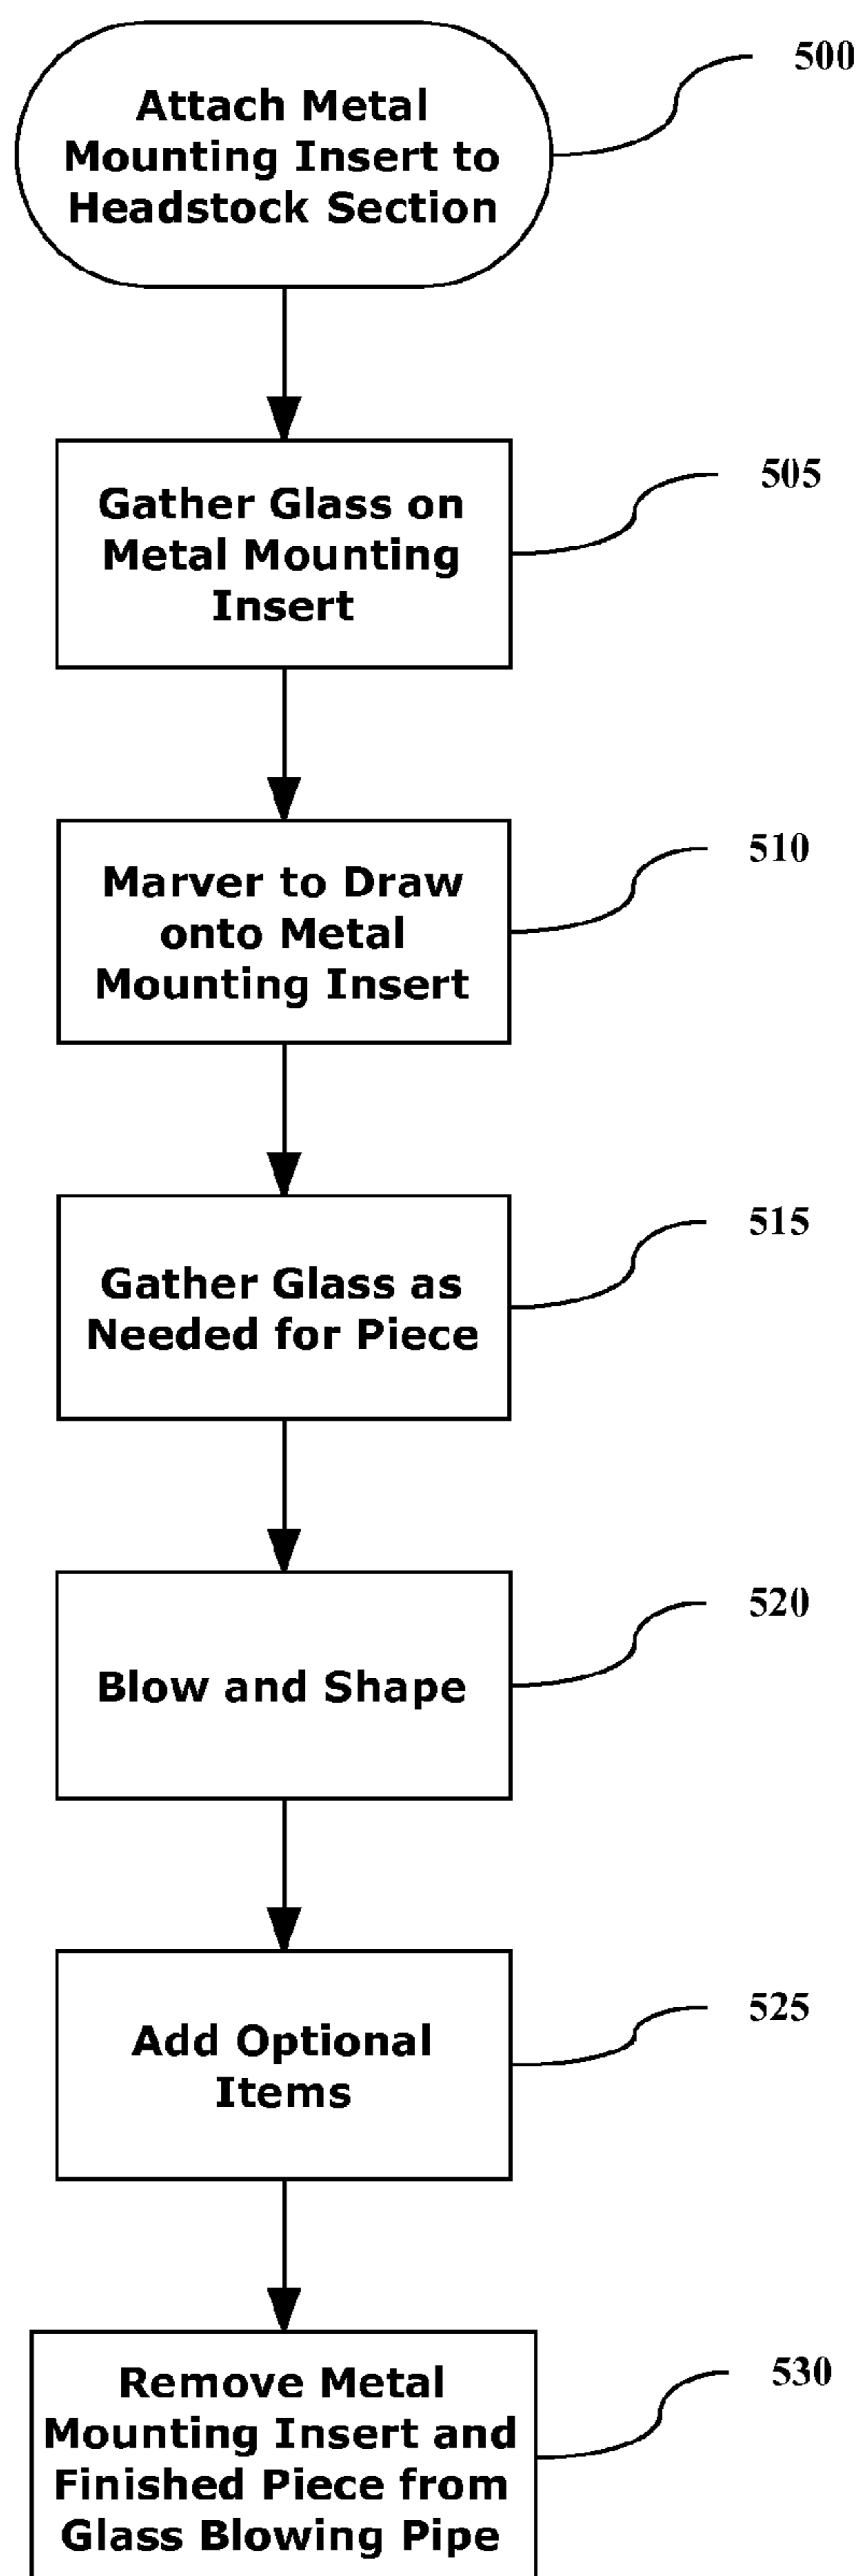 500
Attach Metal
Mounting Insert to
Headstock Section
505
Gather Glass on
Metal Mounting
Insert
510
Marver to Draw
onto Metal
Mounting Insert
515
Gather Glass as
Needed for Piece
520
Blow and Shape
525
Add Optional
Items
530
Remove Metal
Mounting Insert and
Finished Piece from
Glass Blowing Pipe